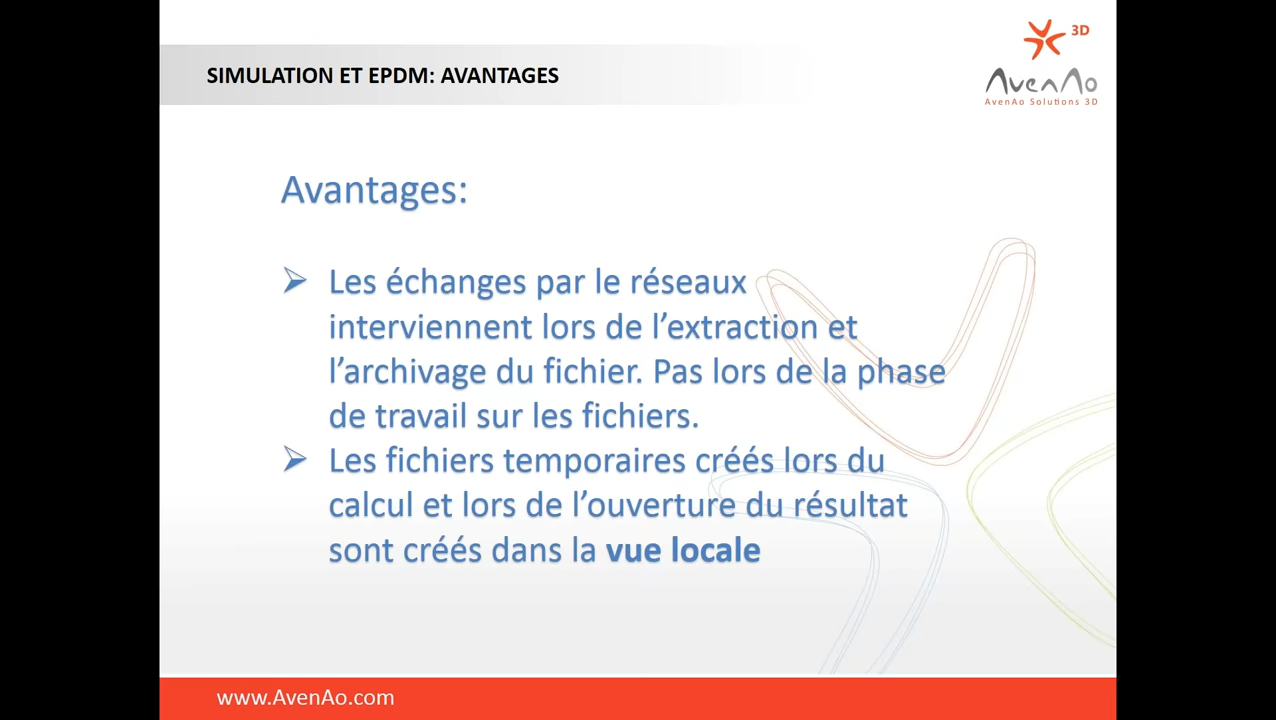 SIMULATION ET EPDM: AVANTAGES
3D
AvenAo
AvenAo Solutions 3D
Avantages:
Les échanges par le réseaux
interviennent lors de l’extraction et
l’archivage du fichier. Pas lors de la phase
de travail sur les fichiers.
Les fichiers temporaires créés lors du
calcul et lors de l’ouverture du résultat
sont créés dans la vue locale
www.AvenAo.com